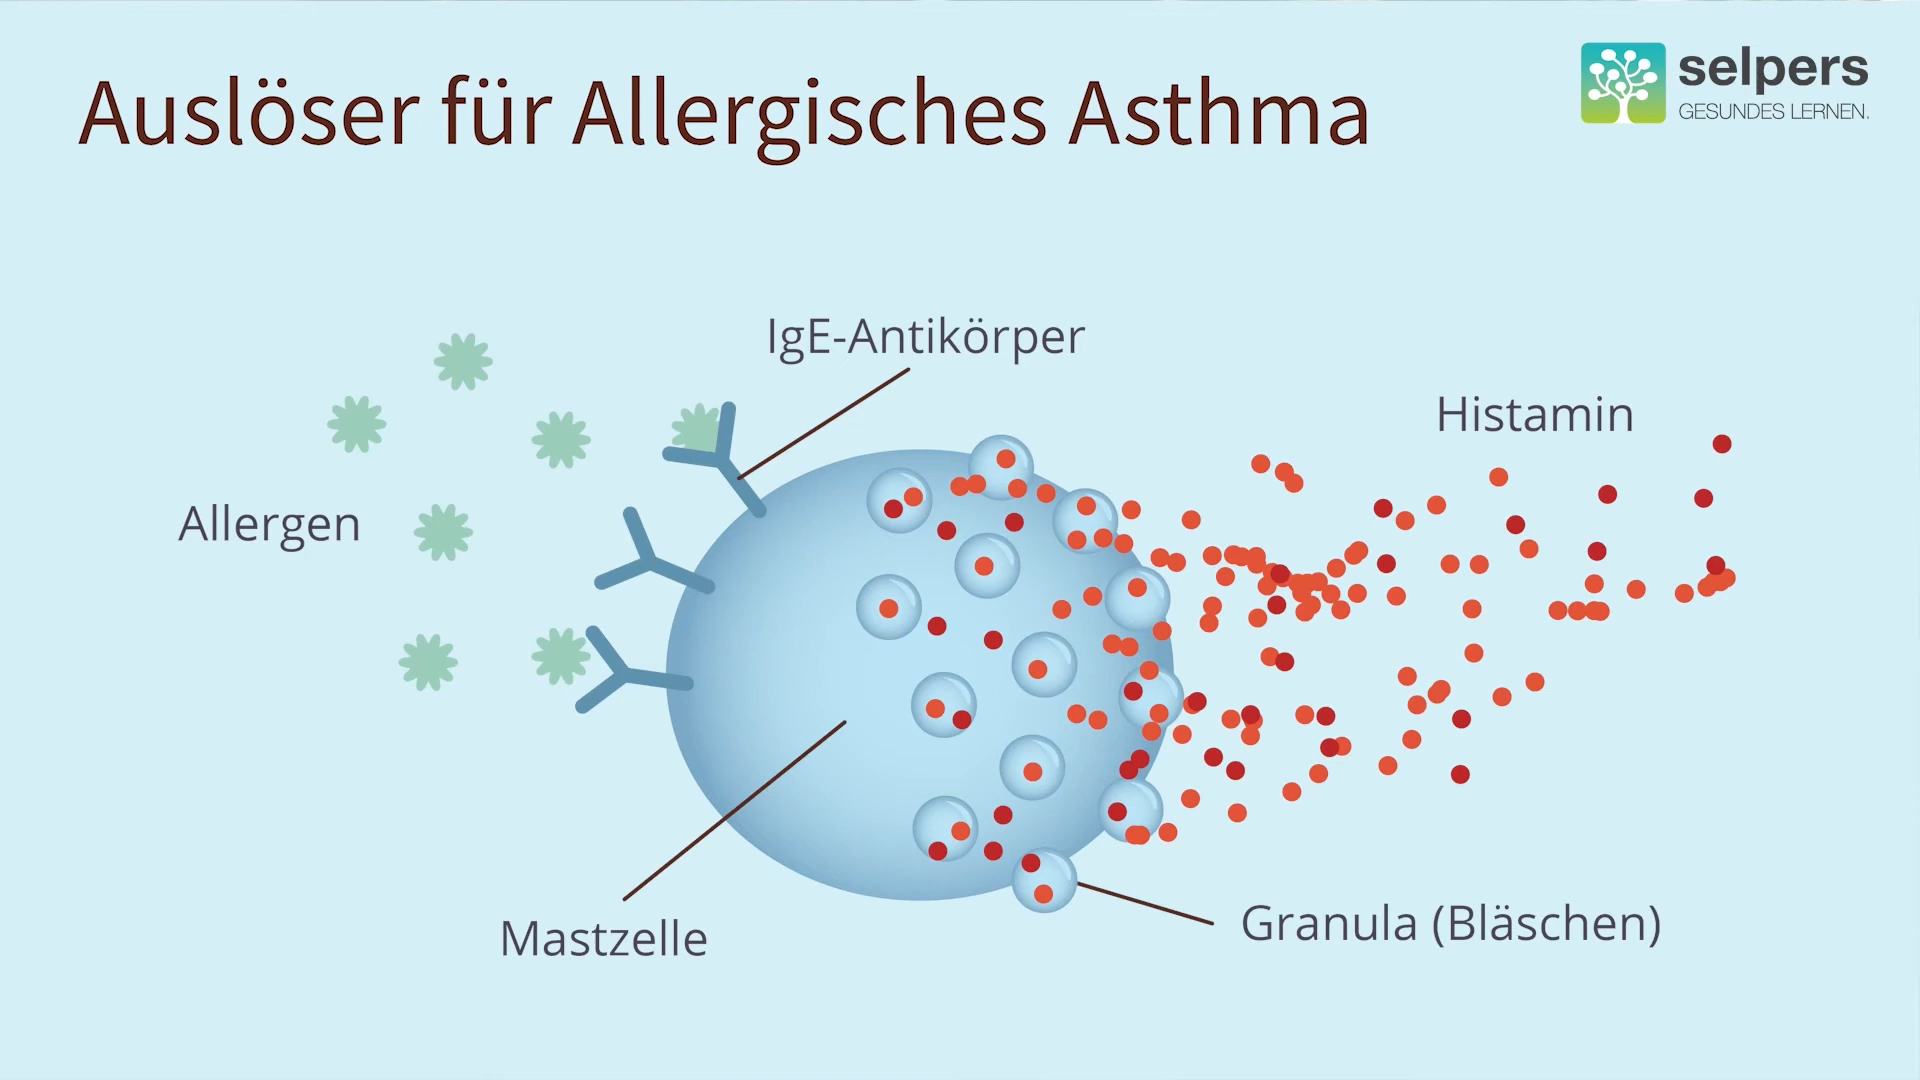 Auslöser für Allergisches Asthma
selpers
GESUNDES LERNEN.
IgE-Antikörper
Histamin
Allergen
Mastzelle
Granula (Bläschen)